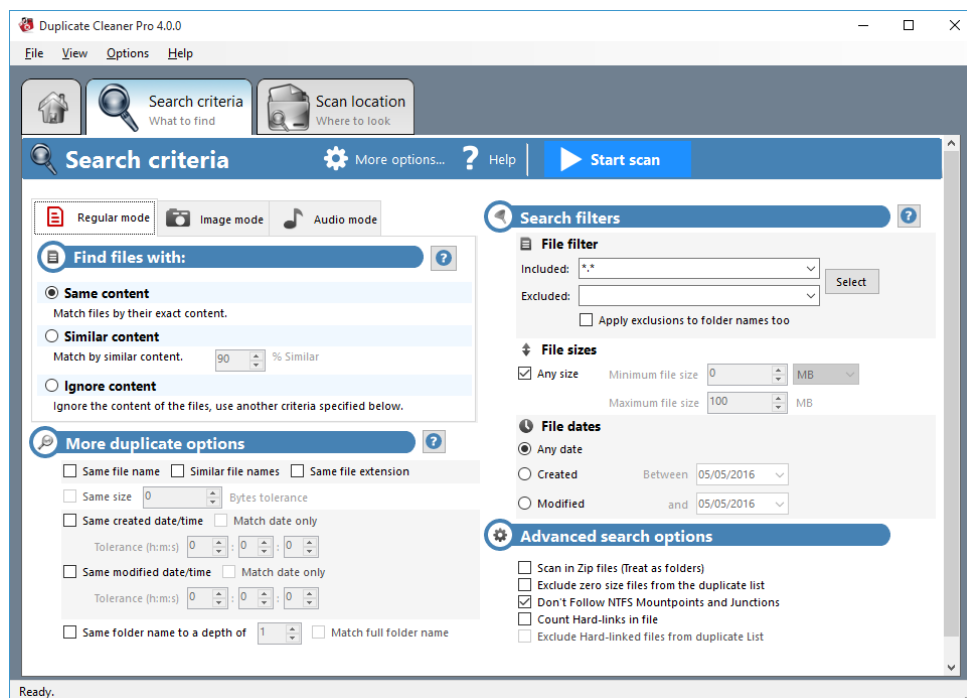 Duplicate Cleaner Pro 4.0.0
File View Options Help
Search criteria
What to find
Scan location
Where to look
Search criteria
More options...
? Help
Start scan
Regular mode
Image mode
Audio mode
Find files with:
?
Same content
Match files by their exact content.
Similar content
Match by similar content. 90 % Similar
Ignore content
Ignore the content of the files, use another criteria specified below.
More duplicate options
?
Same file name Similar file names Same file extension
Same size 0 Bytes tolerance
Same created date/time Match date only
Tolerance (h:m:s) 0 : 0 : 0
Same modified date/time Match date only
Tolerance (h:m:s) 0 : 0 : 0
Same folder name to a depth of 1 Match full folder name
Search filters
?
File filter
Included: *.*
Select
Excluded:
Apply exclusions to folder names too
File sizes
Any size Minimum file size 0 MB
Maximum file size 100 MB
File dates
Any date
Created Between 05/05/2016
Modified and 05/05/2016
Advanced search options
Scan in Zip files (Treat as folders)
Exclude zero size files from the duplicate list
Don't Follow NTFS Mountpoints and Junctions
Count Hard-links in file
Exclude Hard-linked files from duplicate List
Ready.